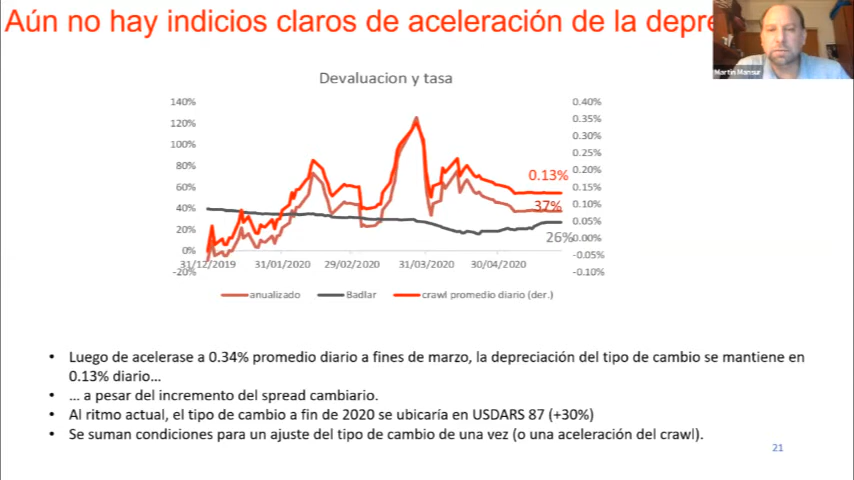 Aún no hay indicios claros de aceleración de la depre
Martin Mansur
Devaluacion y tasa
140%
120%
100%
80%
60%
40%
20%
0%
-20%
0.40%
0.35%
0.30%
0.25%
0.20%
0.15%
0.10%
0.05%
0.00%
-0.05%
-0.10%
0.13%
37%
26%
31/12/2019 31/01/2020 29/02/2020 31/03/2020 30/04/2020
anualizado Badlar crawl promedio diario (der.)
• Luego de acelerase a 0.34% promedio diario a fines de marzo, la depreciación del tipo de cambio se mantiene en
0.13% diario...
• ... a pesar del incremento del spread cambiario.
• Al ritmo actual, el tipo de cambio a fin de 2020 se ubicaría en USDARS 87 (+30%)
• Se suman condiciones para un ajuste del tipo de cambio de una vez (o una aceleración del crawl).
21